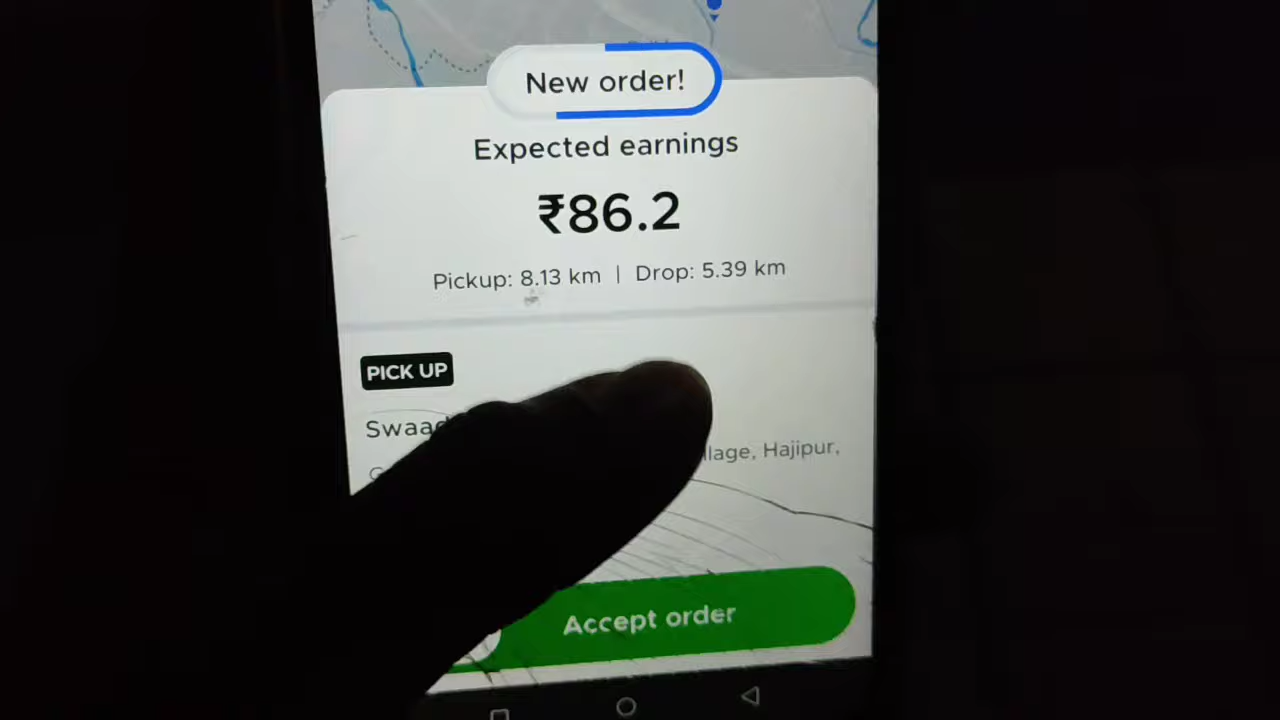 New order!
Expected earnings
₹86.2
Pickup: 8.13 km | Drop: 5.39 km
PICK UP
Hajipur,
Accept order